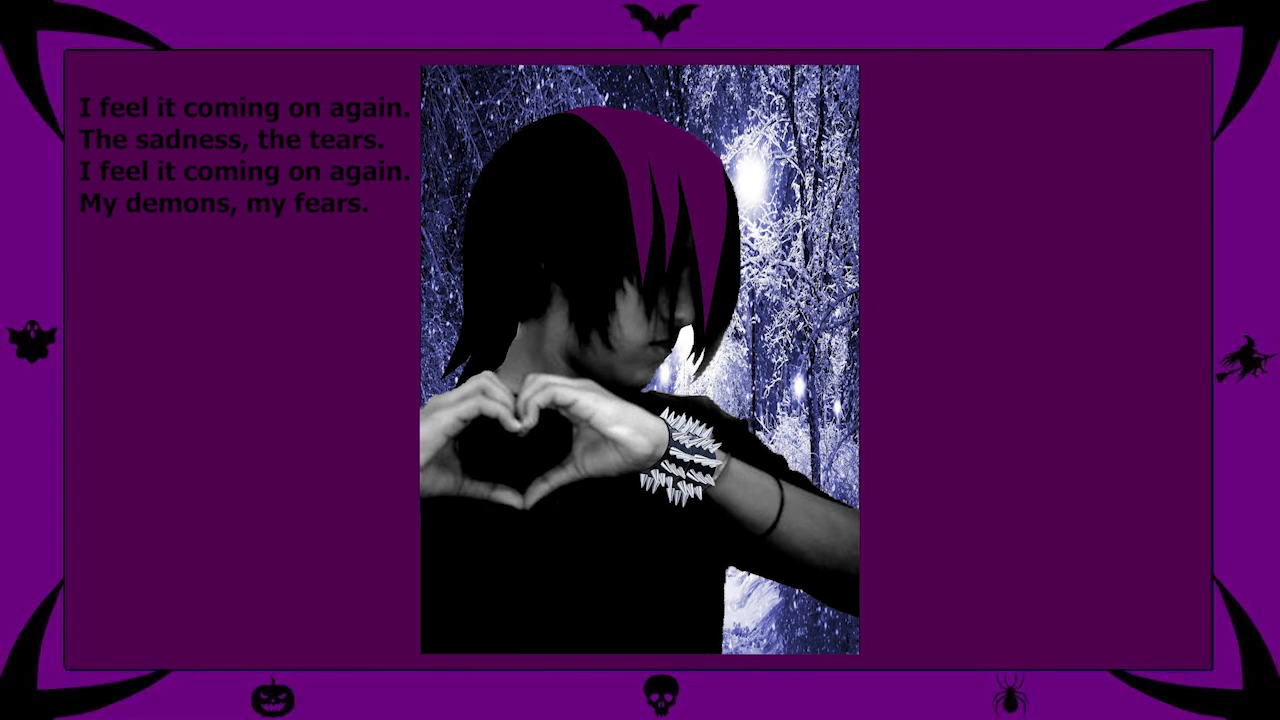 I feel it coming on again.
The sadness, the tears.
I feel it coming on again.
My demons, my fears.